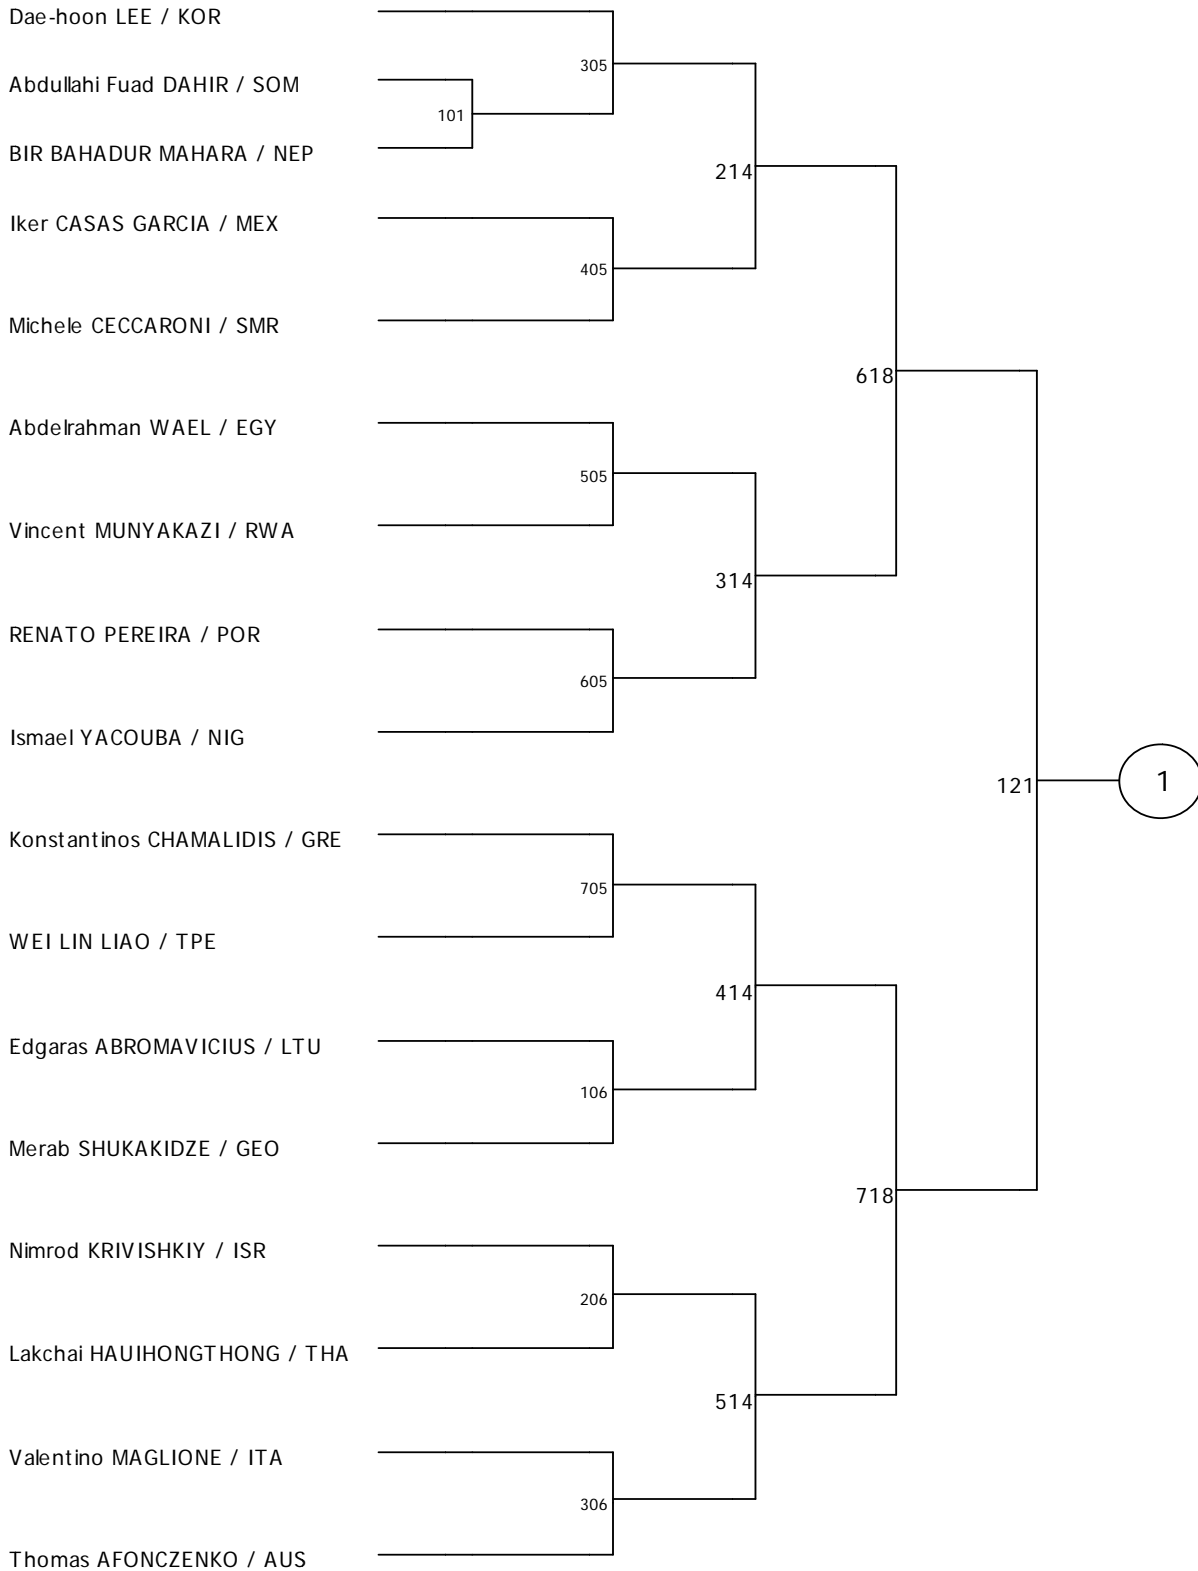 Dae-hoon LEE / KOR
305
Abdullahi Fuad DAHIR / SOM
101
BIR BAHADUR MAHARA / NEP
214
Iker CASAS GARCIA / MEX
405
Michele CECCARONI / SMR
618
Abdelrahman WAEL / EGY
505
Vincent MUNYAKAZI / RWA
314
RENATO PEREIRA / POR
605
Ismael YACOUBA / NIG
121
1
Konstantinos CHAMALIDIS / GRE
705
WEI LIN LIAO / TPE
414
Edgaras ABROMAVICIUS / LTU
106
Merab SHUKAKIDZE / GEO
718
Nimrod KRIVISHKIY / ISR
206
Lakchai HAUIHONGTHONG / THA
514
Valentino MAGLIONE / ITA
306
Thomas AFONCZENKO / AUS